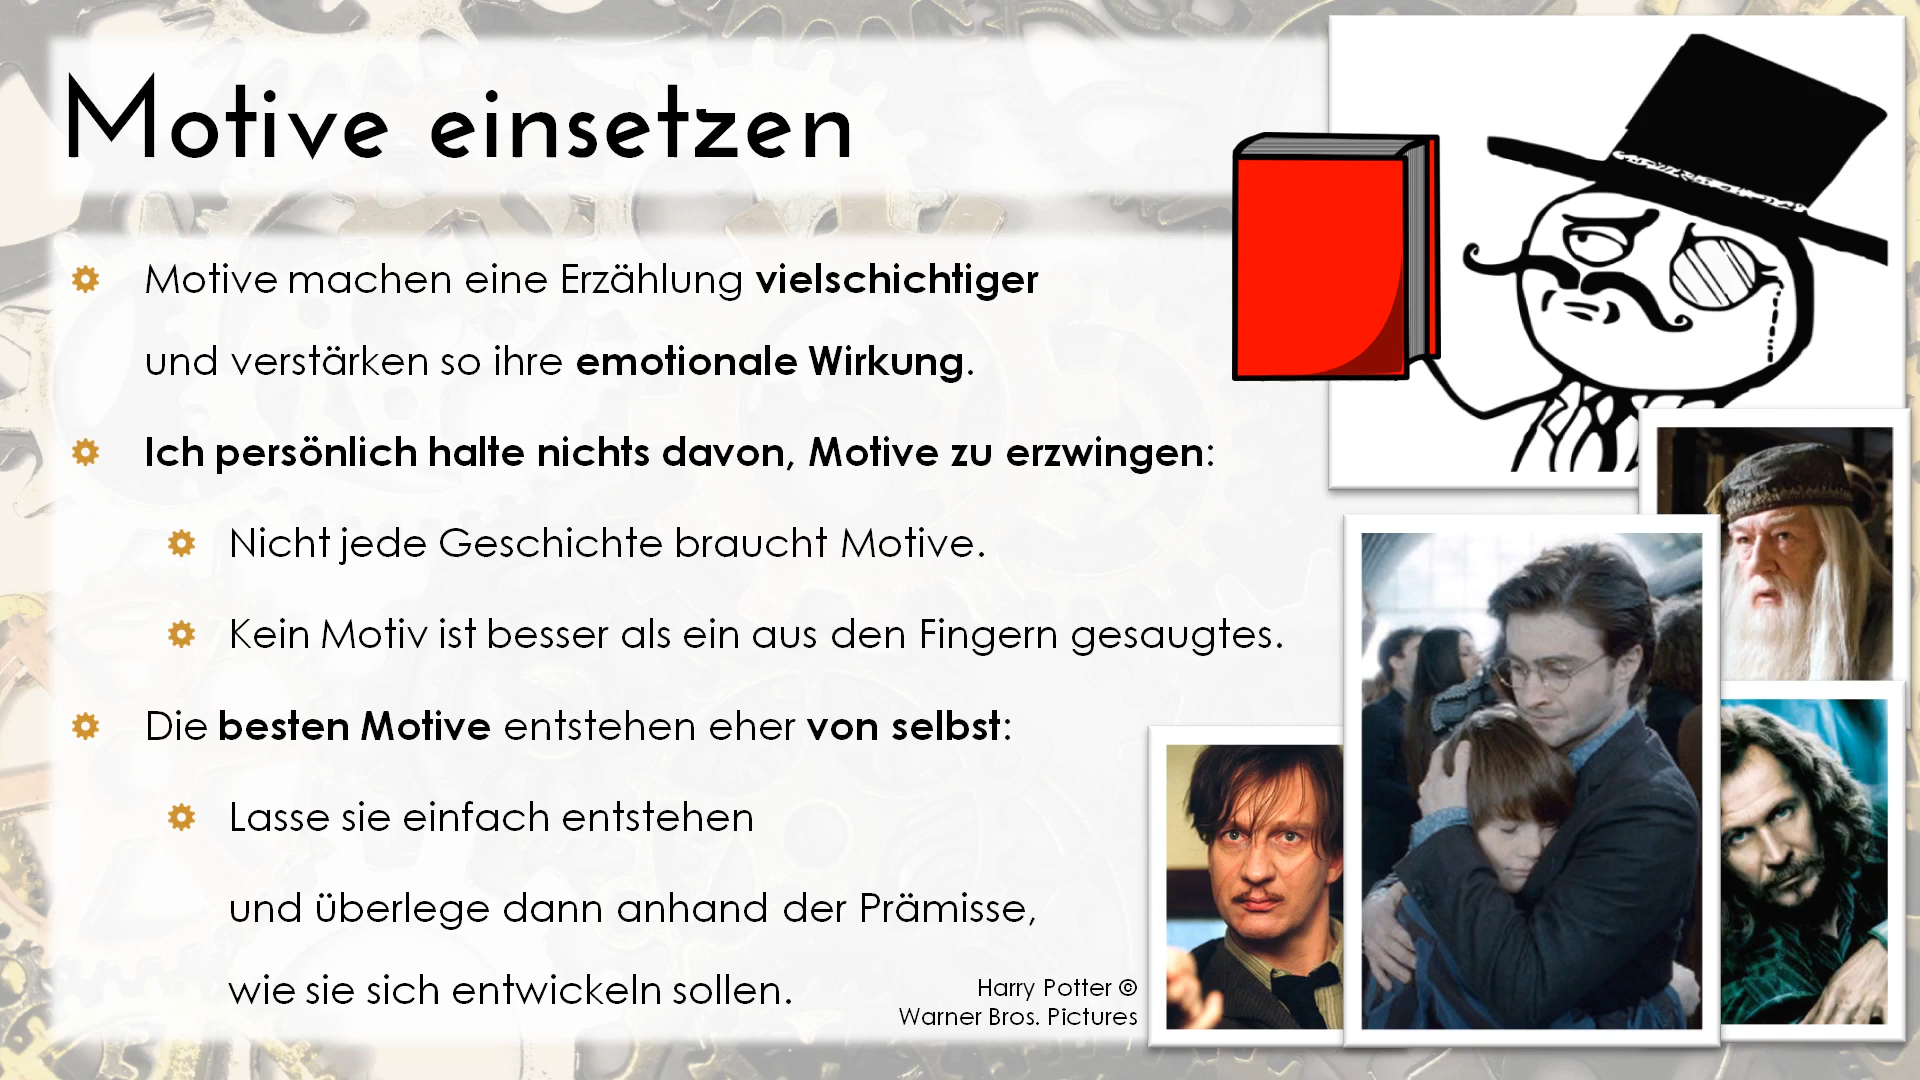 Motive einsetzen
Motive machen eine Erzählung vielschichtiger
und verstärken so ihre emotionale Wirkung.
Ich persönlich halte nichts davon, Motive zu erzwingen:
Nicht jede Geschichte braucht Motive.
Kein Motiv ist besser als ein aus den Fingern gesaugtes.
Die besten Motive entstehen eher von selbst:
Lasse sie einfach entstehen
und überlege dann anhand der Prämisse,
wie sie sich entwickeln sollen.
Harry Potter ©
Warner Bros. Pictures